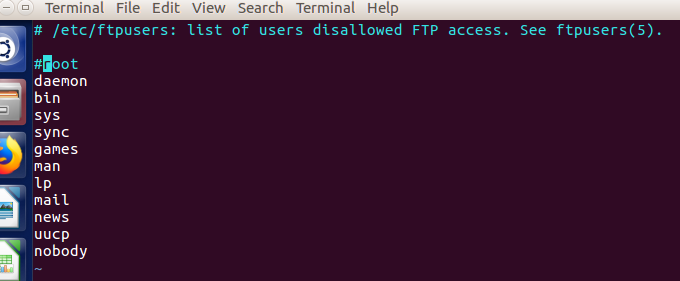 Terminal File Edit View Search Terminal Help
# /etc/ftpusers: list of users disallowed FTP access. See ftpusers(5).
#root
daemon
bin
sys
sync
games
man
lp
mail
news
uucp
nobody
~